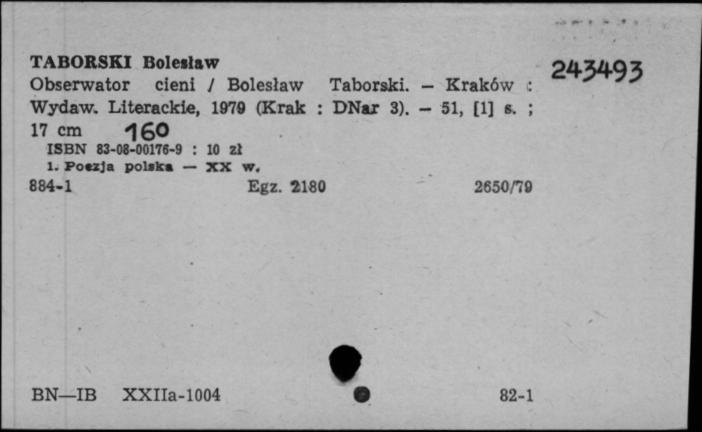 TABORSKI Bolesław
243493
Obserwator cieni / Bolesław Taborski. — Kraków :
Wydaw. Literackie, 1979 (Krak : DNar 3). — 51, [1] s. ;
17 cm 160
ISBN 83-08-00176-9 : 10 zł
1. Poezja polska — XX w.
884-1 Egz. 2180 2650/79
BN—IB XXIIa-1004 82-1